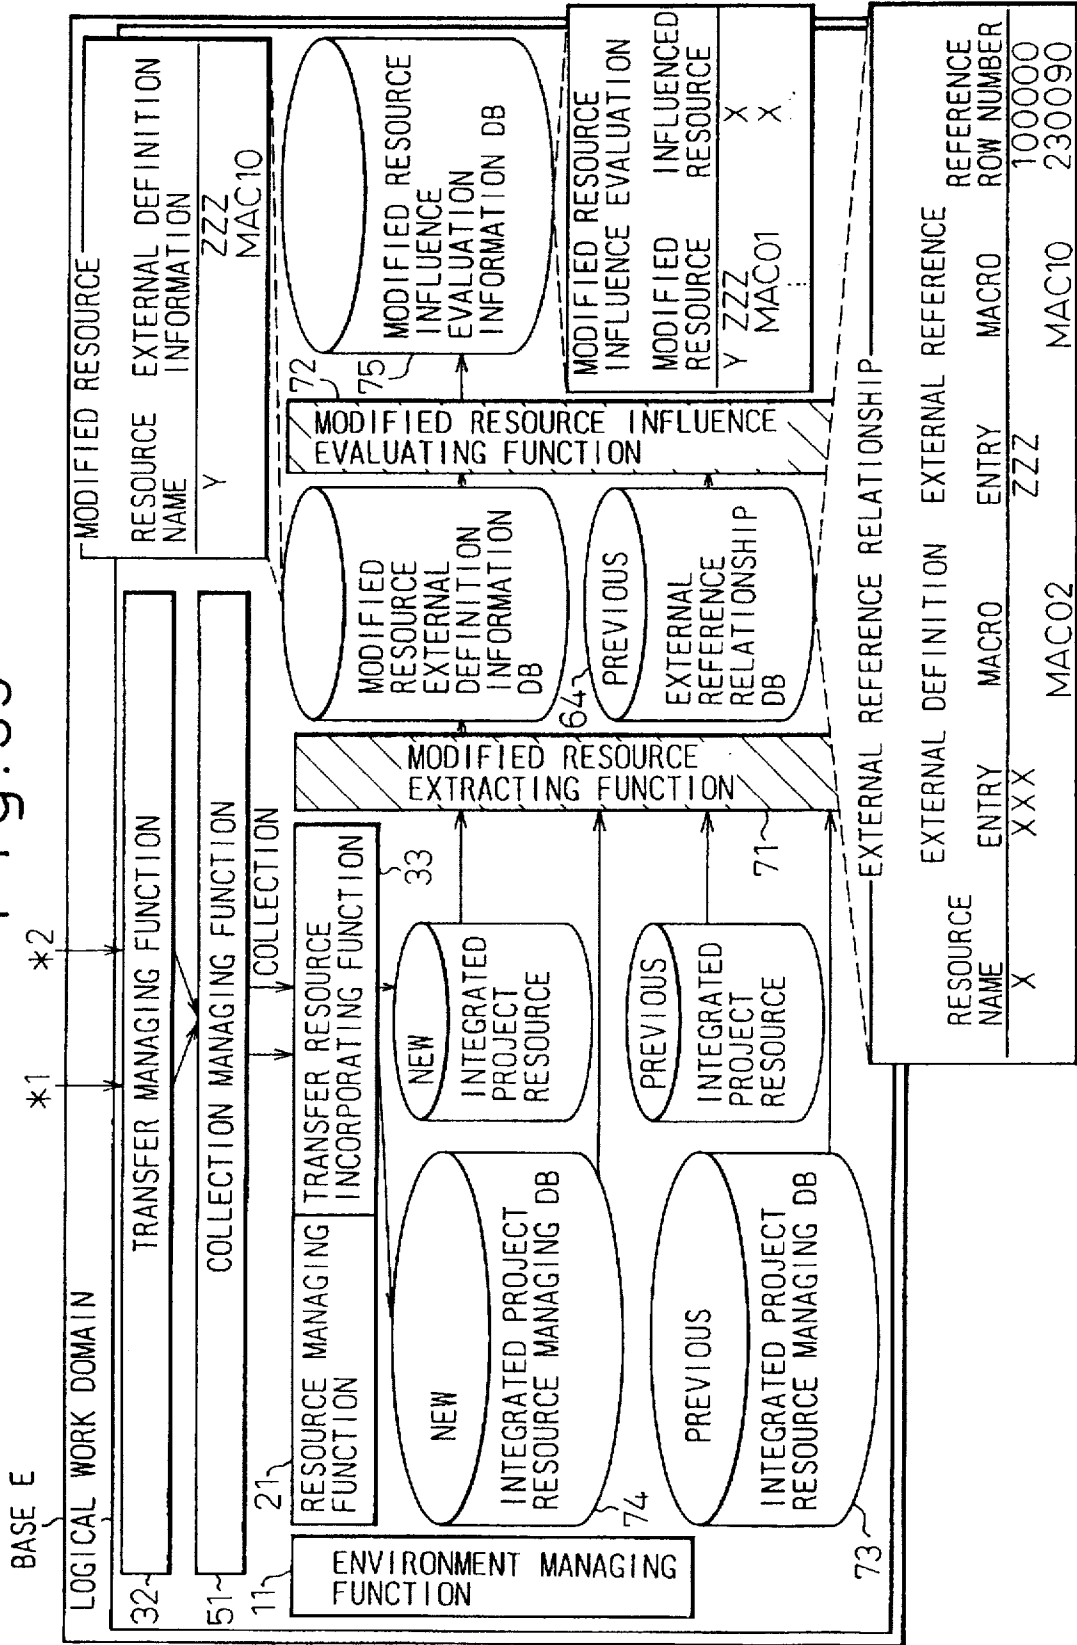 BASE E
*1
*2
LOGICAL WORK DOMAIN
32
TRANSFER MANAGING FUNCTION
51
COLLECTION MANAGING FUNCTION
COLLECTION
11
ENVIRONMENT MANAGING
FUNCTION
21
RESOURCE MANAGING
FUNCTION
TRANSFER RESOURCE
INCORPORATING FUNCTION
33
NEW
INTEGRATED PROJECT
RESOURCE MANAGING DB
74
NEW
INTEGRATED
PROJECT
RESOURCE
PREVIOUS
INTEGRATED PROJECT
RESOURCE MANAGING DB
73
PREVIOUS
INTEGRATED
PROJECT
RESOURCE
MODIFIED RESOURCE
EXTRACTING FUNCTION
71
MODIFIED
RESOURCE
EXTERNAL
DEFINITION
INFORMATION
DB
64
PREVIOUS
EXTERNAL
REFERENCE
RELATIONSHIP
DB
72
MODIFIED RESOURCE INFLUENCE
EVALUATING FUNCTION
75
MODIFIED RESOURCE
INFLUENCE
EVALUATION
INFORMATION DB
MODIFIED RESOURCE
RESOURCE EXTERNAL DEFINITION
NAME INFORMATION
Y ZZZ
MAC10
MODIFIED RESOURCE
INFLUENCE EVALUATION
MODIFIED INFLUENCED
RESOURCE RESOURCE
Y ZZZ X
MAC01 X
EXTERNAL REFERENCE RELATIONSHIP
EXTERNAL DEFINITION EXTERNAL REFERENCE
RESOURCE REFERENCE
NAME ENTRY MACRO ENTRY MACRO ROW NUMBER
X XXX ZZZ 100000
MAC02 MAC10 230090